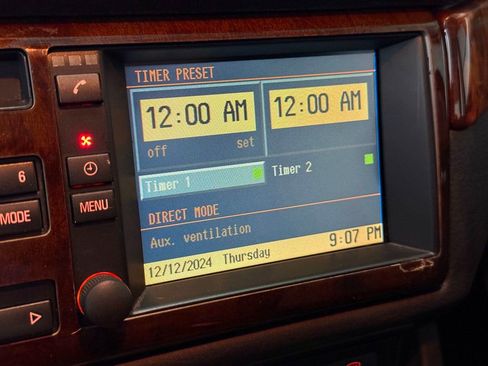 TIMER PRESET
12:00 AM 12:00 AM
off set
Timer 1 Timer 2
DIRECT MODE
Aux. ventilation
12/12/2024 Thursday 9:07 PM
6
MODE
MENU